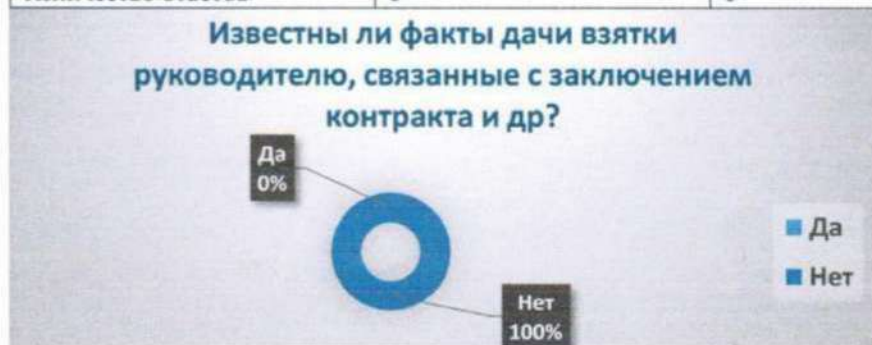 Известны ли факты дачи взятки
руководителю, связанные с заключением
контракта и др?
Да
0%
Да
Нет
Нет
100%